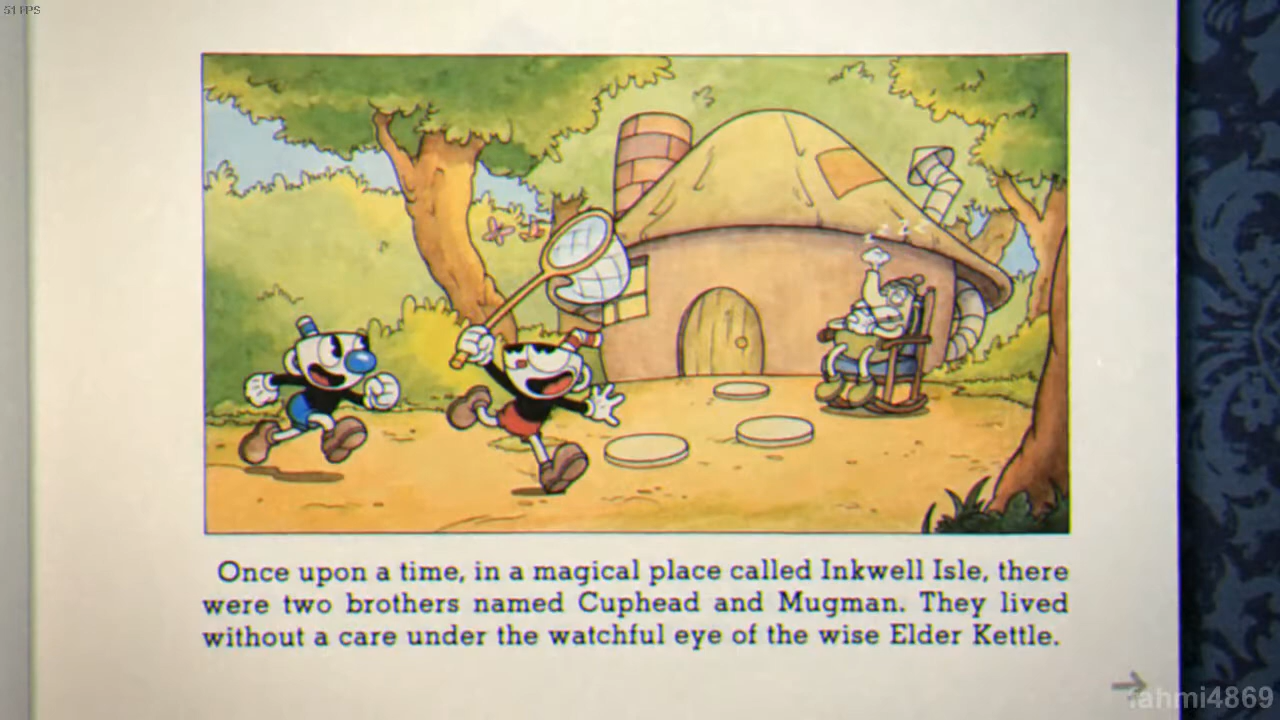 51 FPS
z z z z
Once upon a time, in a magical place called Inkwell Isle, there
were two brothers named Cuphead and Mugman. They lived
without a care under the watchful eye of the wise Elder Kettle.
fahmi4869